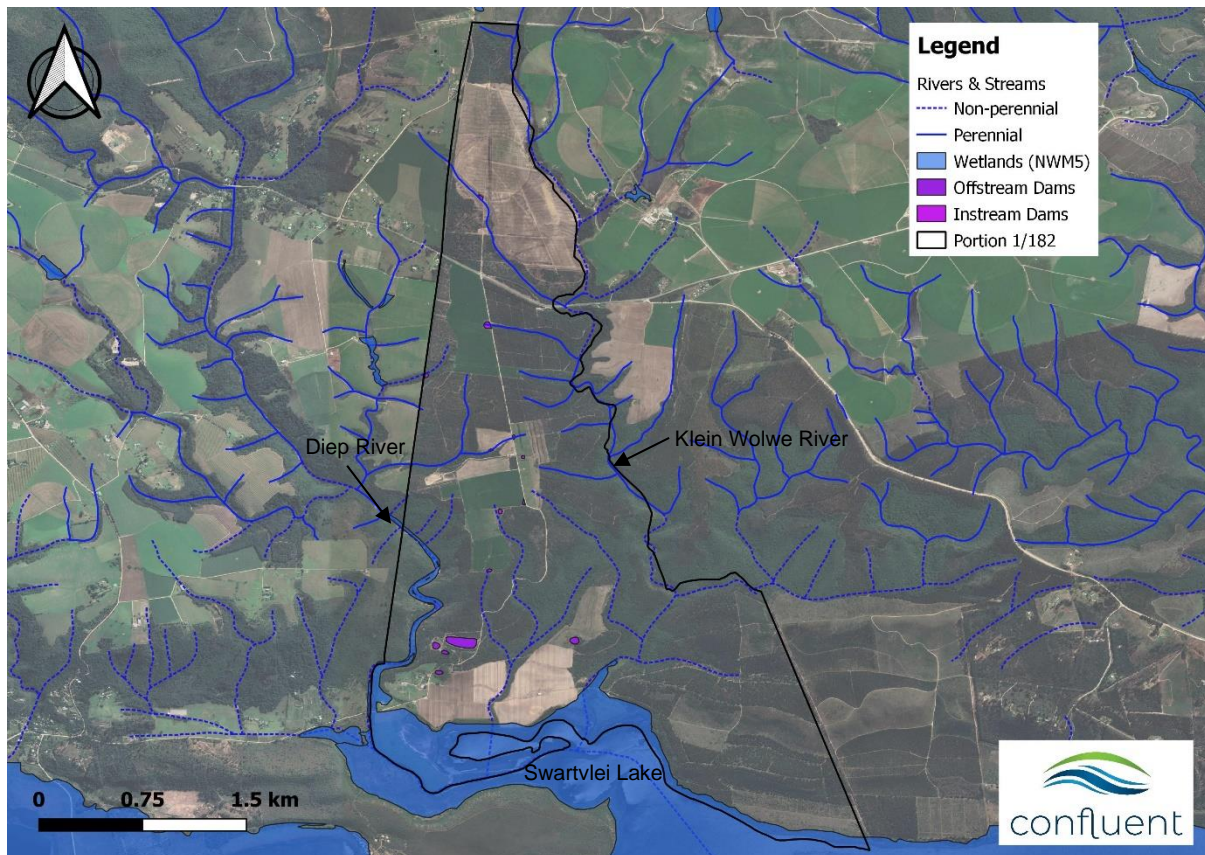 Legend
Rivers & Streams
Non-perennial
Perennial
Wetlands (NWM5)
Offstream Dams
Instream Dams
Portion 1/182
Diep River
Klein Wolwe River
Swartvlei Lake
0 0.75 1.5 km
confluent